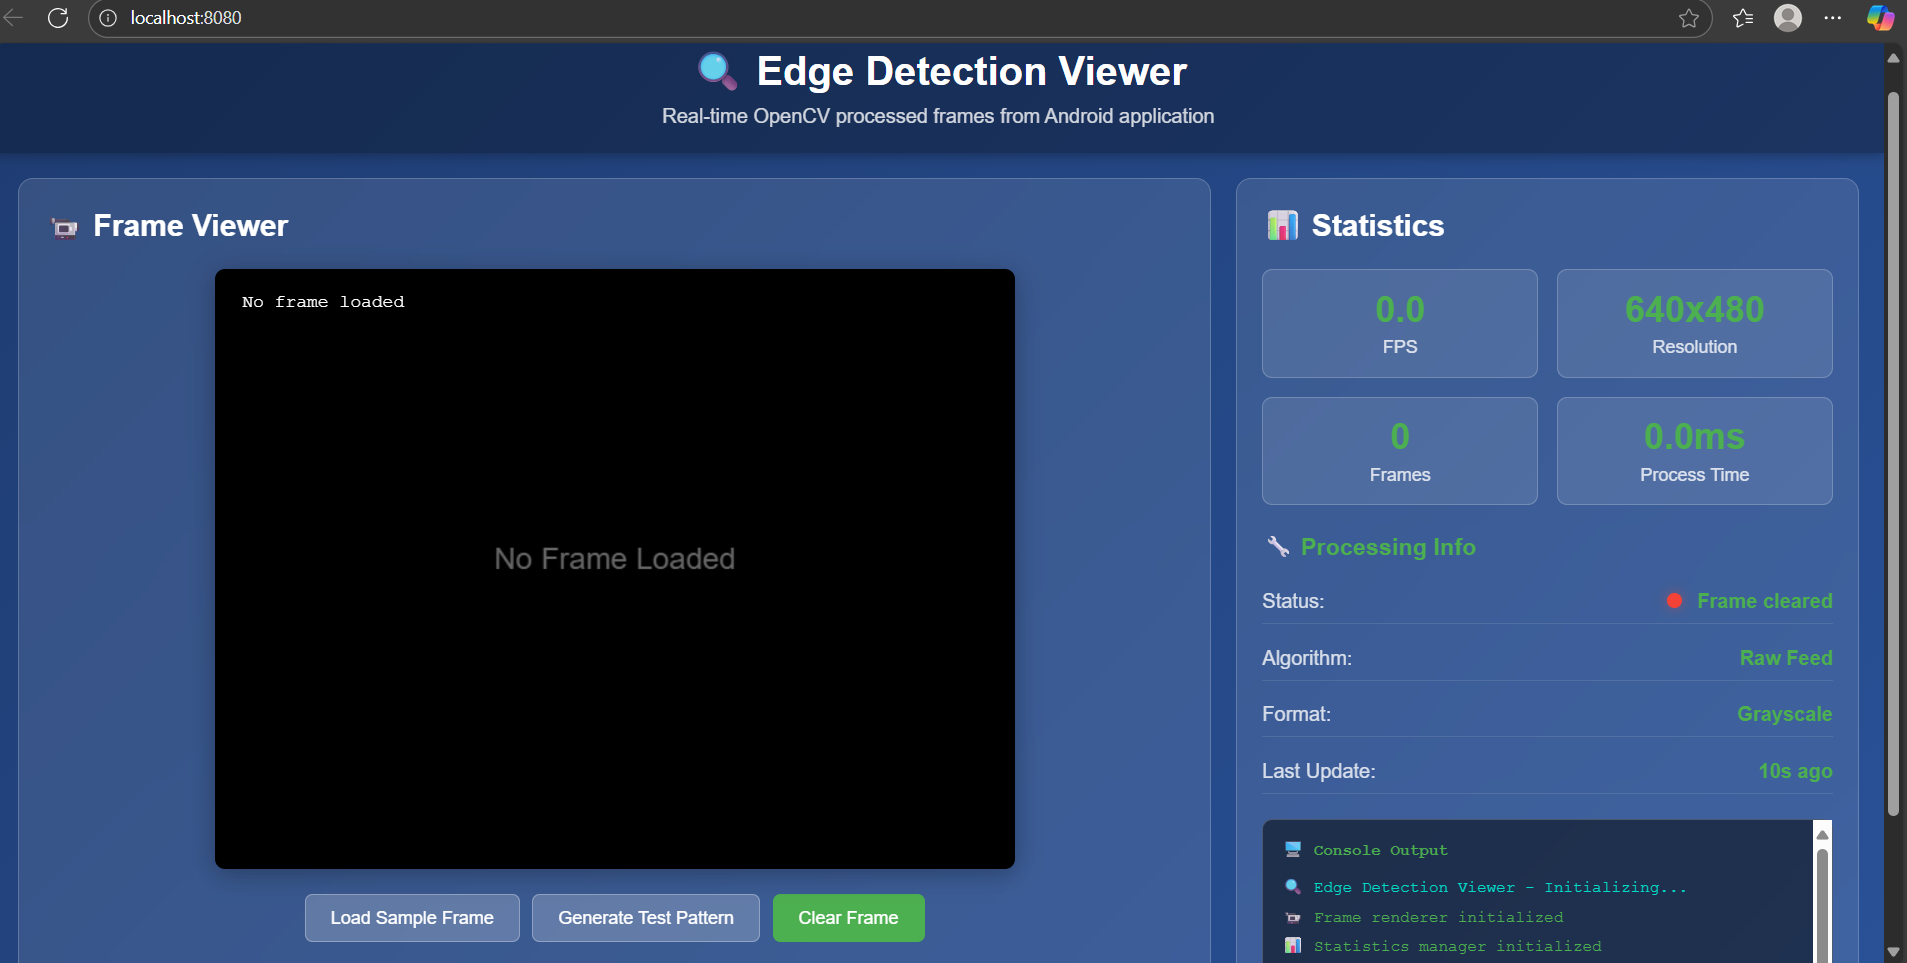 localhost:8080
Edge Detection Viewer
Real-time OpenCV processed frames from Android application
Frame Viewer
No frame loaded
No Frame Loaded
Load Sample Frame
Generate Test Pattern
Clear Frame
Statistics
0.0
FPS
640x480
Resolution
0
Frames
0.0ms
Process Time
Processing Info
Status: Frame cleared
Algorithm: Raw Feed
Format: Grayscale
Last Update: 10s ago
Console Output
Edge Detection Viewer - Initializing...
Frame renderer initialized
Statistics manager initialized